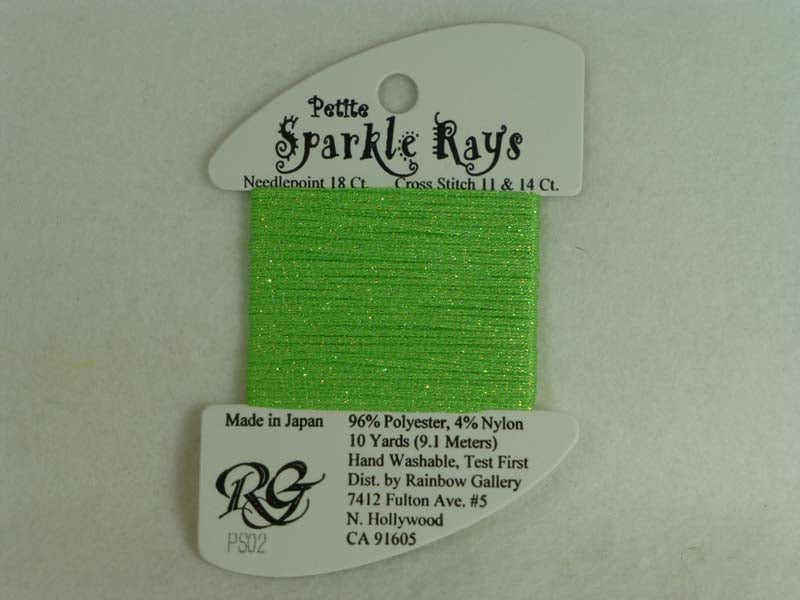 Petite
Sparkle Rays
Needlepoint 18 Ct. Cross Stitch 11 & 14 Ct.
Made in Japan
RG
PS02
96% Polyester, 4% Nylon
10 Yards (9.1 Meters)
Hand Washable, Test First
Dist. by Rainbow Gallery
7412 Fulton Ave. #5
N. Hollywood
CA 91605